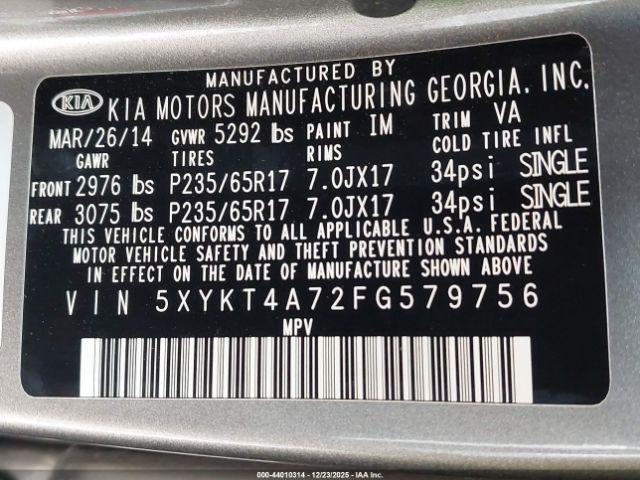 MANUFACTURED BY
KIA KIA MOTORS MANUFACTURING GEORGIA, INC.
MAR/26/14 GVWR 5292 lbs PAINT IM TRIM VA
GAWR TIRES RIMS COLD TIRE INFL
FRONT 2976 lbs P235/65R17 7.0JX17 34psi SINGLE
REAR 3075 lbs P235/65R17 7.0JX17 34psi SINGLE
THIS VEHICLE CONFORMS TO ALL APPLICABLE U.S.A. FEDERAL
MOTOR VEHICLE SAFETY AND THEFT PREVENTION STANDARDS
IN EFFECT ON THE DATE OF MANUFACTURE SHOWN ABOVE
VIN 5XYKT4A72FG579756
MPV
000-44010314 - 12/23/2025 - IAA Inc.